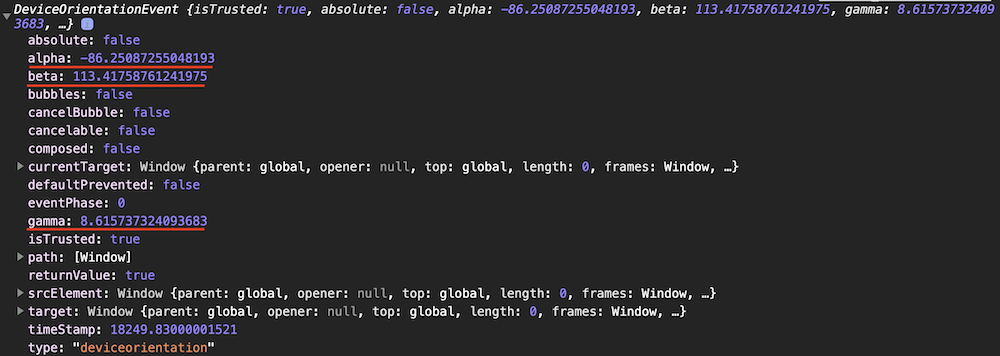 DeviceOrientationEvent {isTrusted: true, absolute: false, alpha: -86.25087255048193, beta: 113.41758761241975, gamma: 8.61573732409
3683, …} i
absolute: false
alpha: -86.25087255048193
beta: 113.41758761241975
bubbles: false
cancelBubble: false
cancelable: false
composed: false
currentTarget: Window {parent: global, opener: null, top: global, length: 0, frames: Window, …}
defaultPrevented: false
eventPhase: 0
gamma: 8.615737324093683
isTrusted: true
path: [Window]
returnValue: true
srcElement: Window {parent: global, opener: null, top: global, length: 0, frames: Window, …}
target: Window {parent: global, opener: null, top: global, length: 0, frames: Window, …}
timeStamp: 18249.83000001521
type: "deviceorientation"